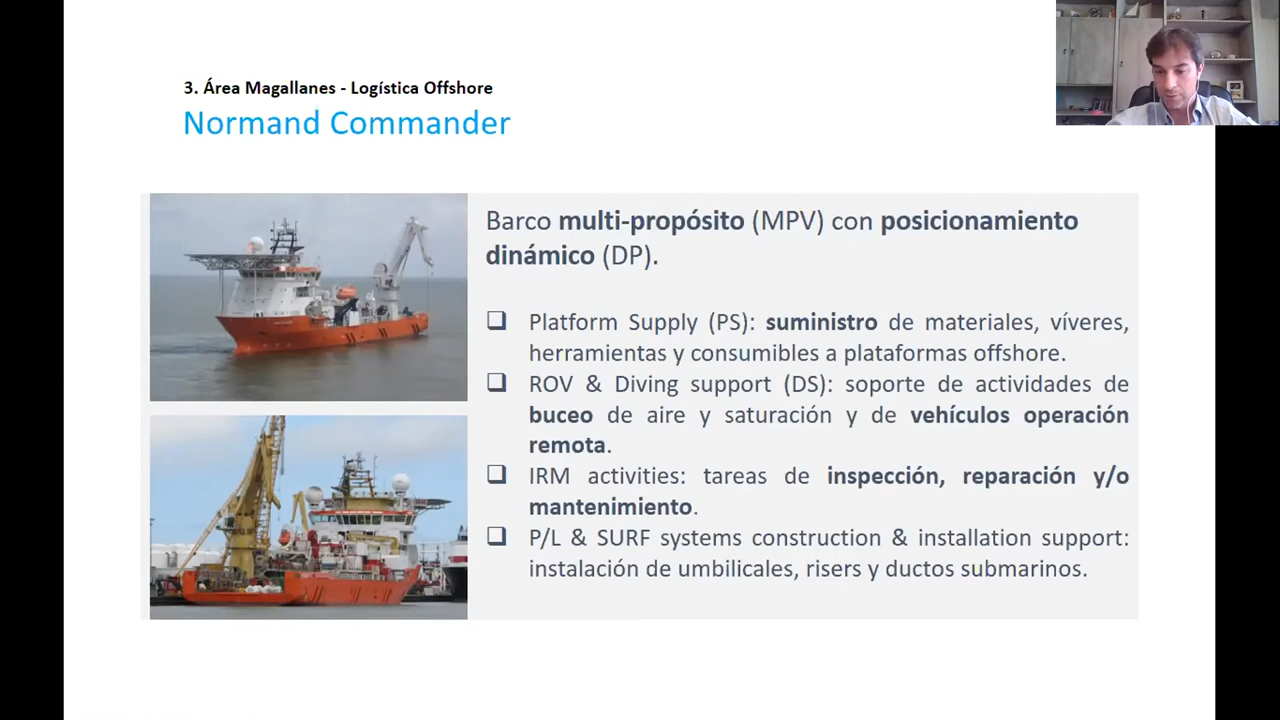 3. Área Magallanes - Logística Offshore
Normand Commander
Barco multi-propósito (MPV) con posicionamiento
dinámico (DP).
❑ Platform Supply (PS): suministro de materiales, víveres,
herramientas y consumibles a plataformas offshore.
❑ ROV & Diving support (DS): soporte de actividades de
buceo de aire y saturación y de vehículos operación
remota.
❑ IRM activities: tareas de inspección, reparación y/o
mantenimiento.
❑ P/L & SURF systems construction & installation support:
instalación de umbilicales, risers y ductos submarinos.